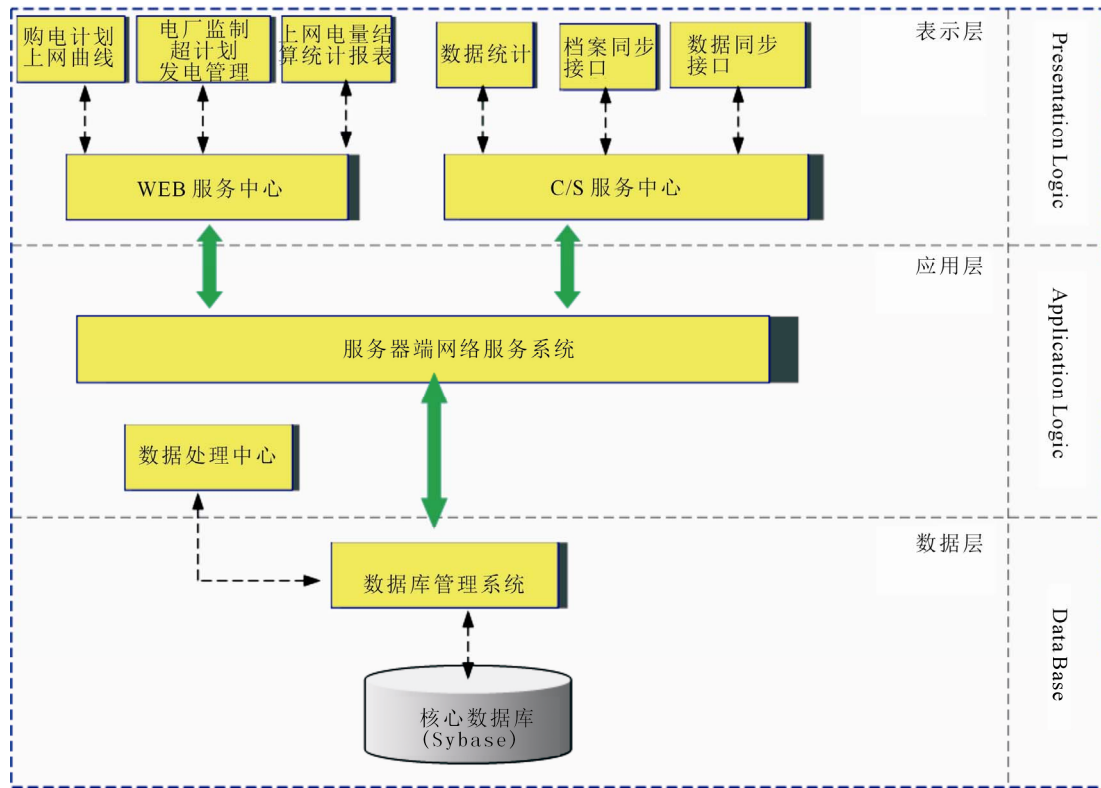 购电计划
上网曲线
电厂监制
超计划
发电管理
上网电量结
算统计报表
数据统计
档案同步
接口
数据同步
接口
表示层
Presentation Logic
WEB 服务中心
C/S 服务中心
应用层
Application Logic
服务器端网络服务系统
数据处理中心
数据层
Data Base
数据库管理系统
核心数据库
(Sybase)